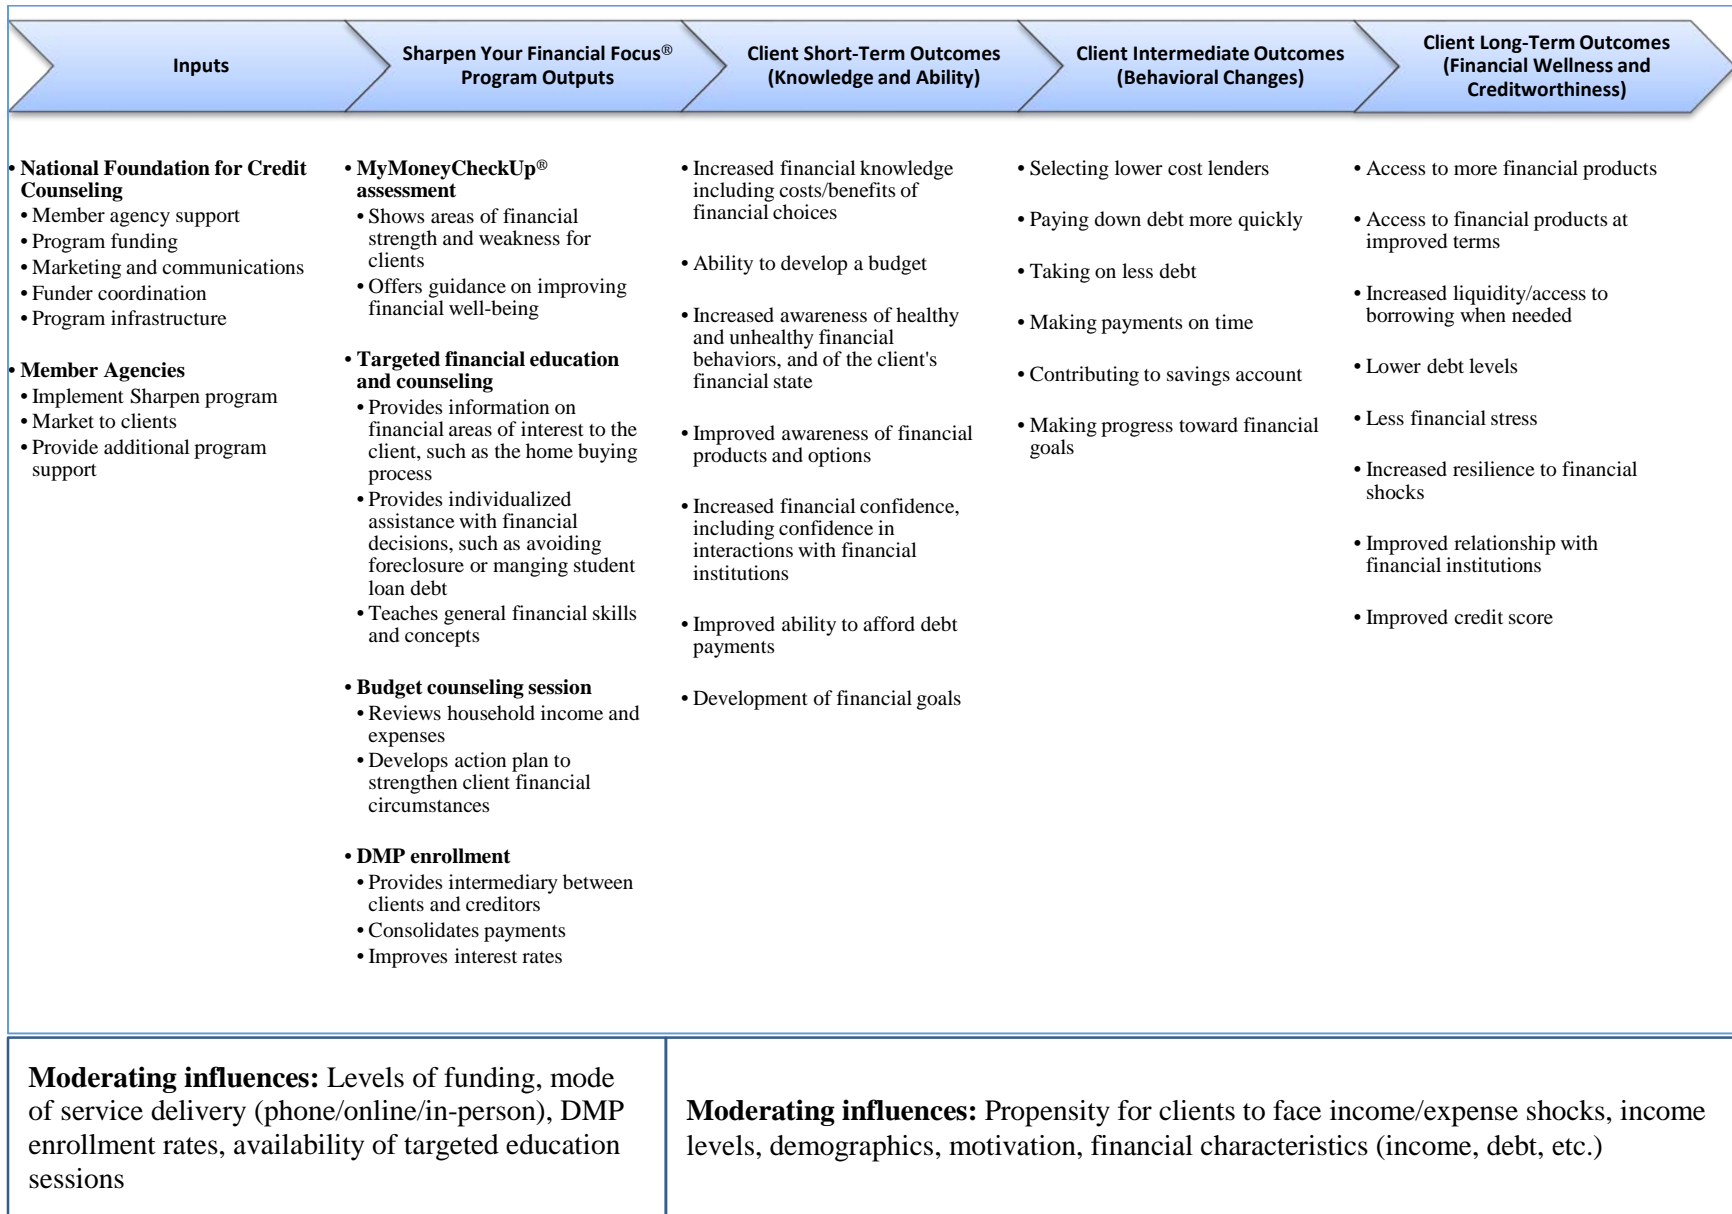 Inputs
Sharpen Your Financial Focus®
Program Outputs
Client Short-Term Outcomes
(Knowledge and Ability)
Client Intermediate Outcomes
(Behavioral Changes)
Client Long-Term Outcomes
(Financial Wellness and
Creditworthiness)
• National Foundation for Credit
Counseling
• Member agency support
• Program funding
• Marketing and communications
• Funder coordination
• Program infrastructure
• Member Agencies
• Implement Sharpen program
• Market to clients
• Provide additional program
support
• MyMoneyCheckUp®
assessment
• Shows areas of financial
strength and weakness for
clients
• Offers guidance on improving
financial well-being
• Targeted financial education
and counseling
• Provides information on
financial areas of interest to the
client, such as the home buying
process
• Provides individualized
assistance with financial
decisions, such as avoiding
foreclosure or manging student
loan debt
• Teaches general financial skills
and concepts
• Budget counseling session
• Reviews household income and
expenses
• Develops action plan to
strengthen client financial
circumstances
• DMP enrollment
• Provides intermediary between
clients and creditors
• Consolidates payments
• Improves interest rates
• Increased financial knowledge
including costs/benefits of
financial choices
• Ability to develop a budget
• Increased awareness of healthy
and unhealthy financial
behaviors, and of the client's
financial state
• Improved awareness of financial
products and options
• Increased financial confidence,
including confidence in
interactions with financial
institutions
• Improved ability to afford debt
payments
• Development of financial goals
• Selecting lower cost lenders
• Paying down debt more quickly
• Taking on less debt
• Making payments on time
• Contributing to savings account
• Making progress toward financial
goals
• Access to more financial products
• Access to financial products at
improved terms
• Increased liquidity/access to
borrowing when needed
• Lower debt levels
• Less financial stress
• Increased resilience to financial
shocks
• Improved relationship with
financial institutions
• Improved credit score
Moderating influences: Levels of funding, mode
of service delivery (phone/online/in-person), DMP
enrollment rates, availability of targeted education
sessions
Moderating influences: Propensity for clients to face income/expense shocks, income
levels, demographics, motivation, financial characteristics (income, debt, etc.)